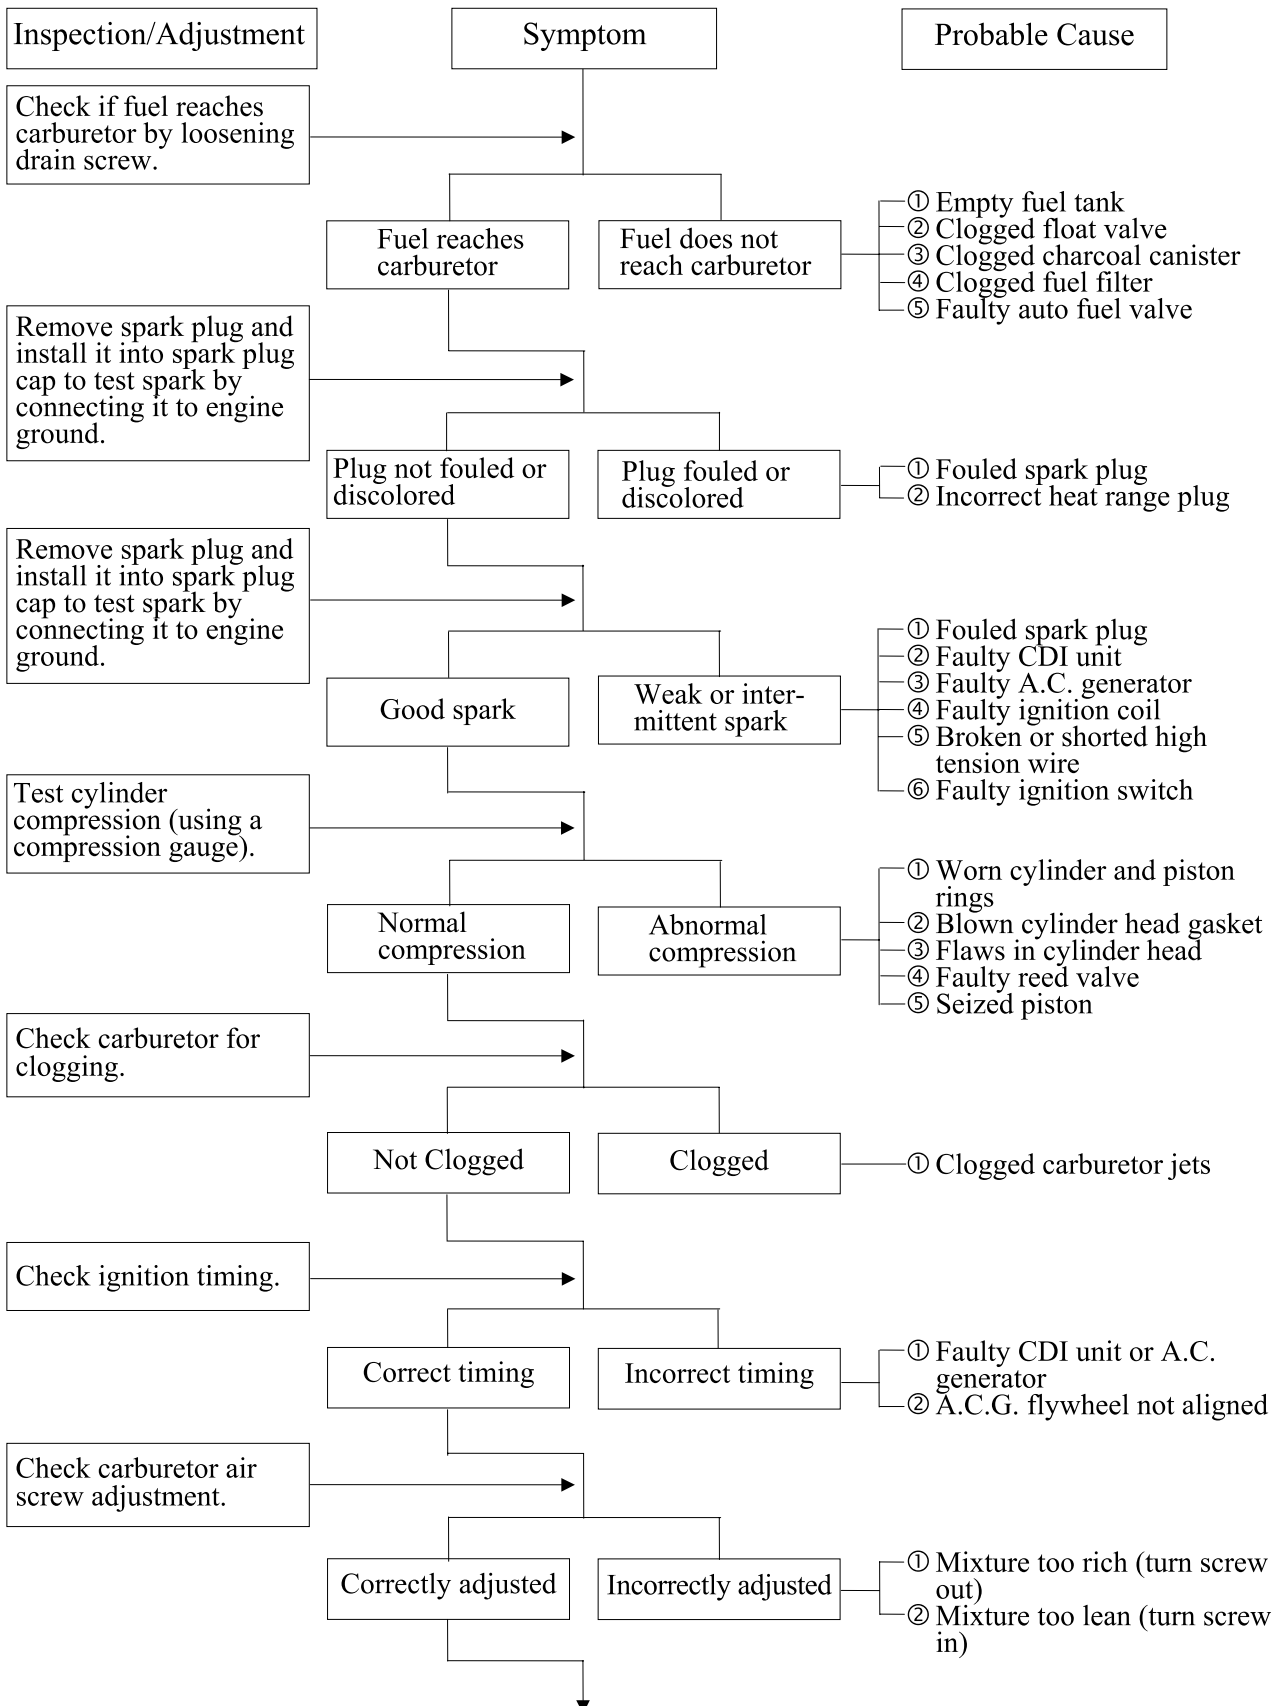 Inspection/Adjustment
Symptom
Probable Cause
Check if fuel reaches
carburetor by loosening
drain screw.
Fuel reaches
carburetor
Fuel does not
reach carburetor
① Empty fuel tank
② Clogged float valve
③ Clogged charcoal canister
④ Clogged fuel filter
⑤ Faulty auto fuel valve
Remove spark plug and
install it into spark plug
cap to test spark by
connecting it to engine
ground.
Plug not fouled or
discolored
Plug fouled or
discolored
① Fouled spark plug
② Incorrect heat range plug
Remove spark plug and
install it into spark plug
cap to test spark by
connecting it to engine
ground.
Good spark
Weak or inter-
mittent spark
① Fouled spark plug
② Faulty CDI unit
③ Faulty A.C. generator
④ Faulty ignition coil
⑤ Broken or shorted high
tension wire
⑥ Faulty ignition switch
Test cylinder
compression (using a
compression gauge).
Normal
compression
Abnormal
compression
① Worn cylinder and piston
rings
② Blown cylinder head gasket
③ Flaws in cylinder head
④ Faulty reed valve
⑤ Seized piston
Check carburetor for
clogging.
Not Clogged
Clogged
① Clogged carburetor jets
Check ignition timing.
Correct timing
Incorrect timing
① Faulty CDI unit or A.C.
generator
② A.C.G. flywheel not aligned
Check carburetor air
screw adjustment.
Correctly adjusted
Incorrectly adjusted
① Mixture too rich (turn screw
out)
② Mixture too lean (turn screw
in)